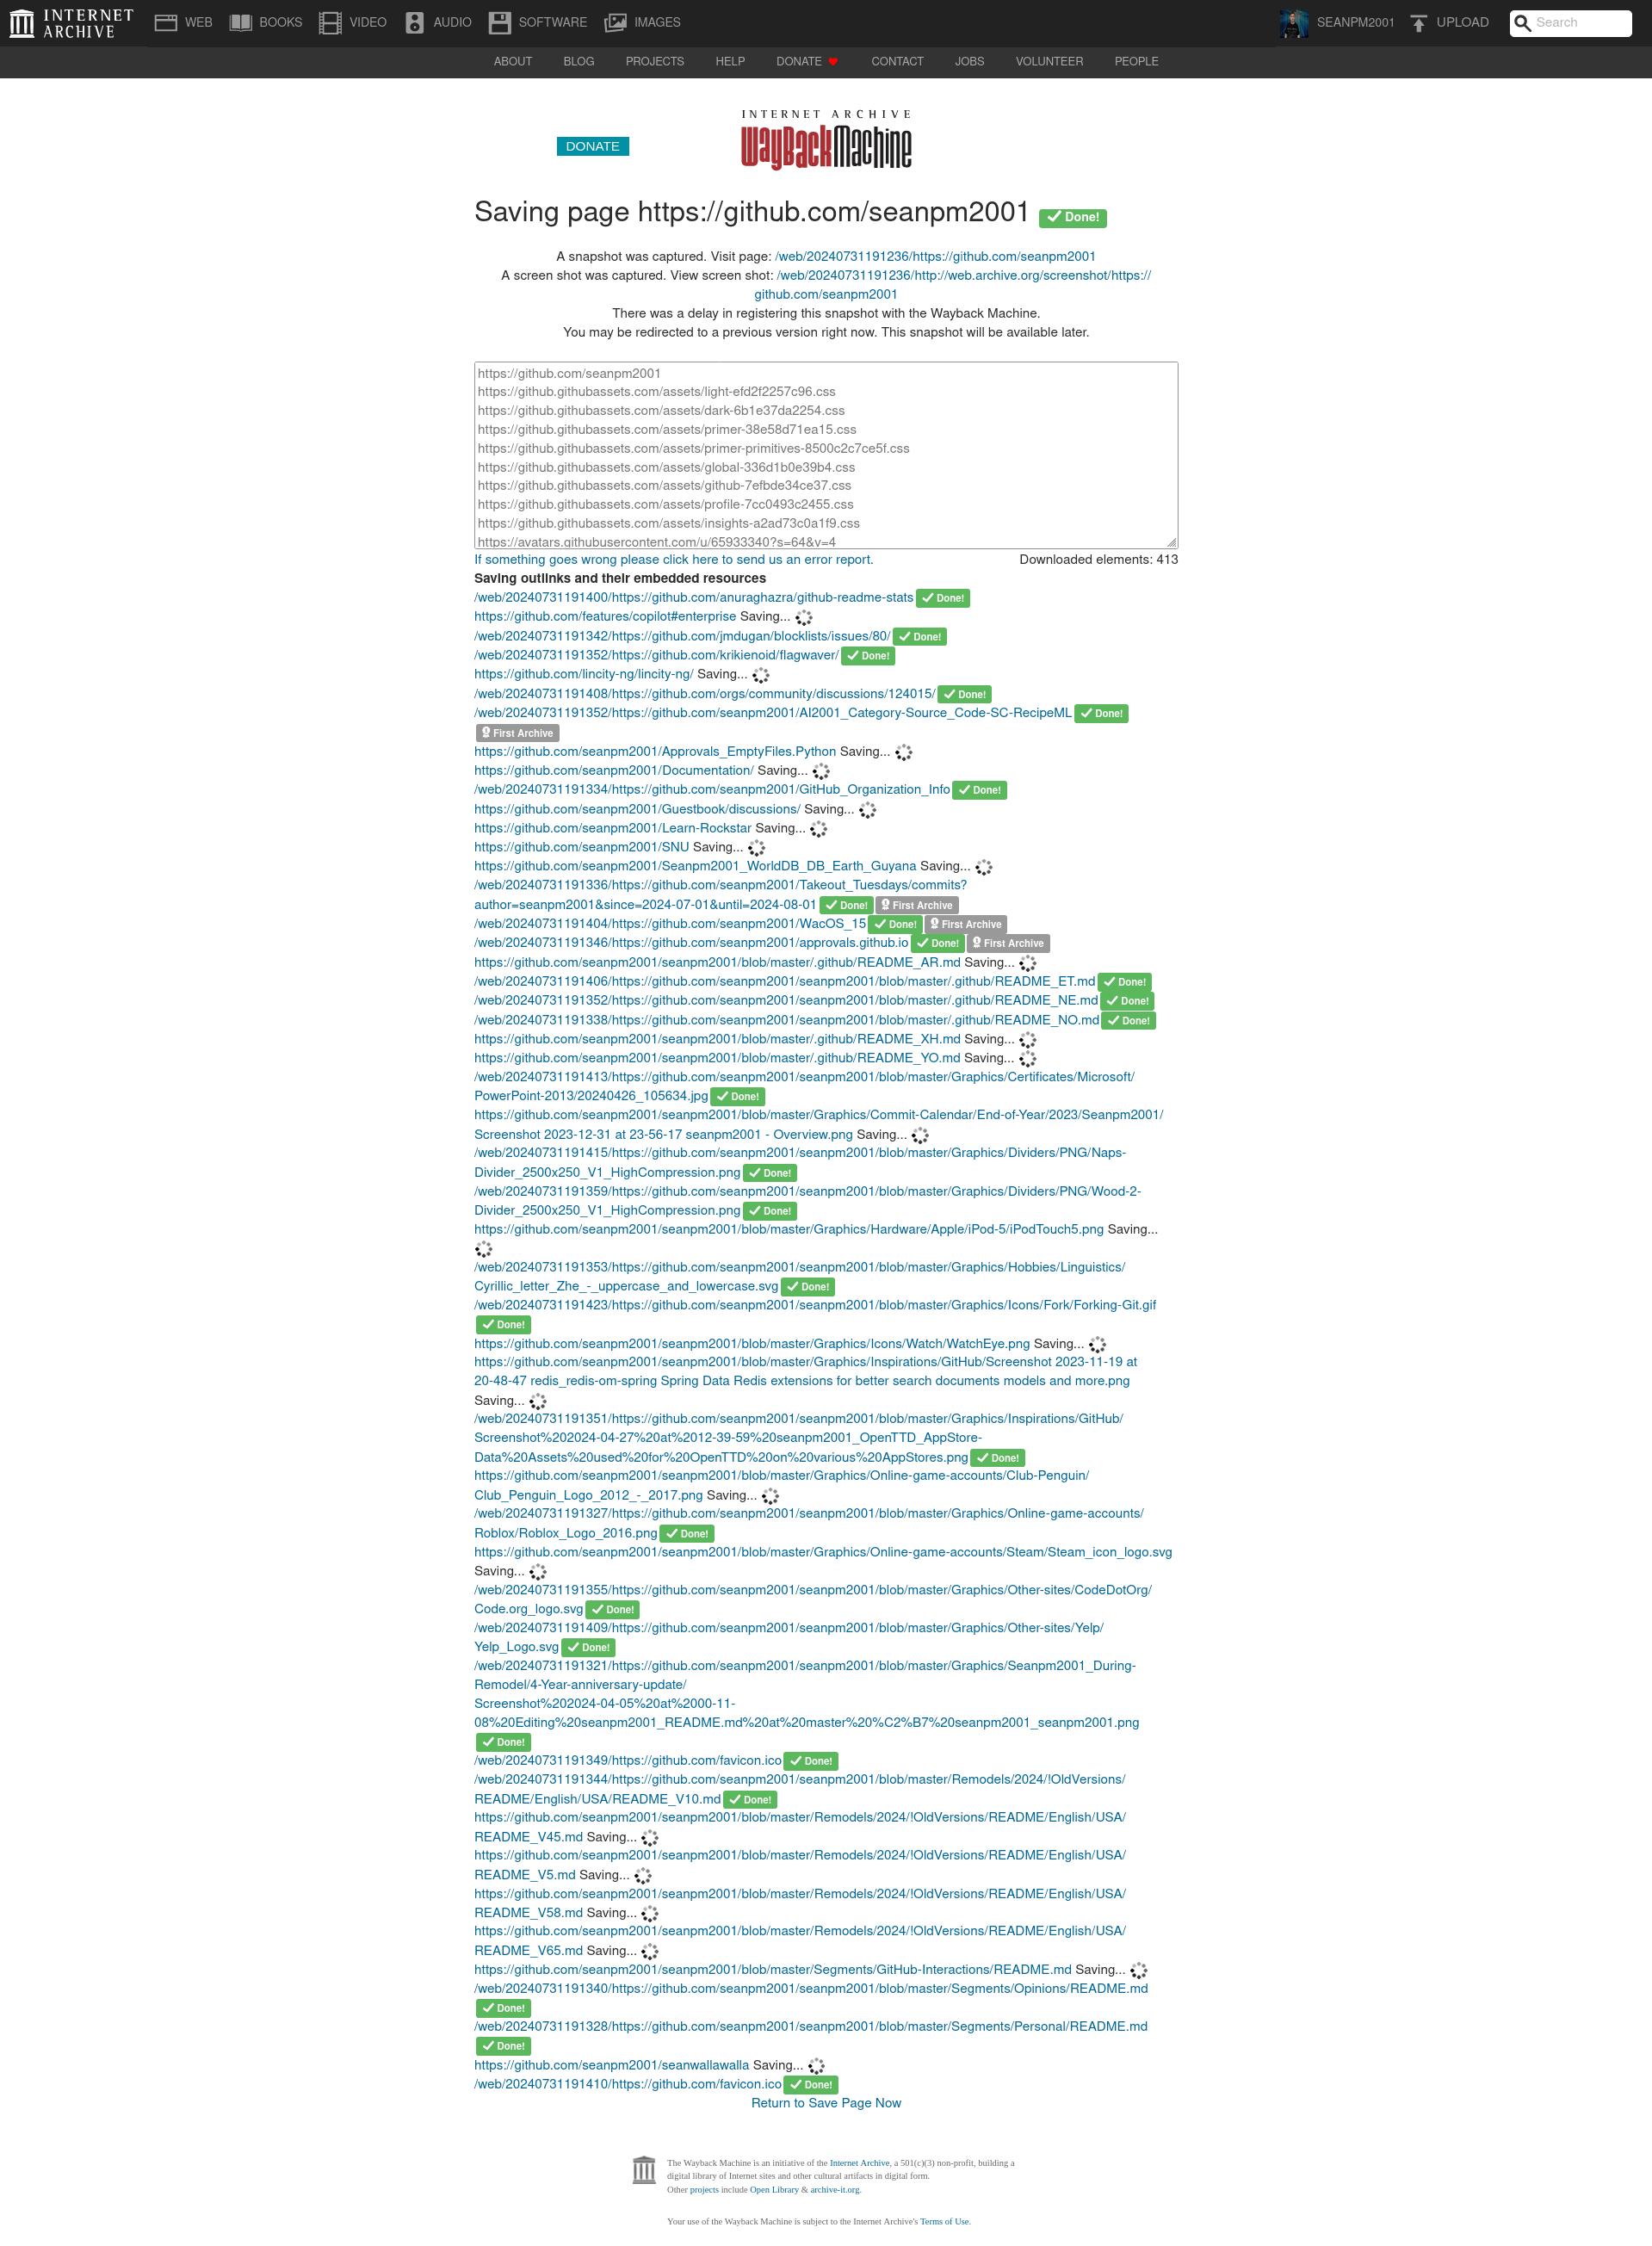 INTERNET ARCHIVE
WEB BOOKS VIDEO AUDIO SOFTWARE IMAGES SEANPM2001 UPLOAD Search
ABOUT BLOG PROJECTS HELP DONATE CONTACT JOBS VOLUNTEER PEOPLE
INTERNET ARCHIVE
DONATE WayBackMachine
Saving page https://github.com/seanpm2001 Done!
A snapshot was captured. Visit page: /web/20240731191236/https://github.com/seanpm2001
A screen shot was captured. View screen shot: /web/20240731191236/http://web.archive.org/screenshot/https://
github.com/seanpm2001
There was a delay in registering this snapshot with the Wayback Machine.
You may be redirected to a previous version right now. This snapshot will be available later.
https://github.com/seanpm2001
https://github.githubassets.com/assets/light-efd2f2257c96.css
https://github.githubassets.com/assets/dark-6b1e37da2254.css
https://github.githubassets.com/assets/primer-38e58d71ea15.css
https://github.githubassets.com/assets/primer-primitives-8500c2c7ce5f.css
https://github.githubassets.com/assets/global-336d1b0e39b4.css
https://github.githubassets.com/assets/github-7efbde34ce37.css
https://github.githubassets.com/assets/profile-7cc0493c2455.css
https://github.githubassets.com/assets/insights-a2ad73c0a1f9.css
https://avatars.githubusercontent.com/u/65933340?s=64&v=4
If something goes wrong please click here to send us an error report. Downloaded elements: 413
Saving outlinks and their embedded resources
/web/20240731191400/https://github.com/anuraghazra/github-readme-stats Done!
https://github.com/features/copilot#enterprise Saving...
/web/20240731191342/https://github.com/jmdugan/blocklists/issues/80/ Done!
/web/20240731191352/https://github.com/krikienoid/flagwaver/ Done!
https://github.com/lincity-ng/lincity-ng/ Saving...
/web/20240731191408/https://github.com/orgs/community/discussions/124015/ Done!
/web/20240731191352/https://github.com/seanpm2001/AI2001_Category-Source_Code-SC-RecipeML Done!
First Archive
https://github.com/seanpm2001/Approvals_EmptyFiles.Python Saving...
https://github.com/seanpm2001/Documentation/ Saving...
/web/20240731191334/https://github.com/seanpm2001/GitHub_Organization_Info Done!
https://github.com/seanpm2001/Guestbook/discussions/ Saving...
https://github.com/seanpm2001/Learn-Rockstar Saving...
https://github.com/seanpm2001/SNU Saving...
https://github.com/seanpm2001/Seanpm2001_WorldDB_DB_Earth_Guyana Saving...
/web/20240731191336/https://github.com/seanpm2001/Takeout_Tuesdays/commits?
author=seanpm2001&since=2024-07-01&until=2024-08-01 Done! First Archive
/web/20240731191404/https://github.com/seanpm2001/WacOS_15 Done! First Archive
/web/20240731191346/https://github.com/seanpm2001/approvals.github.io Done! First Archive
https://github.com/seanpm2001/seanpm2001/blob/master/.github/README_AR.md Saving...
/web/20240731191406/https://github.com/seanpm2001/seanpm2001/blob/master/.github/README_ET.md Done!
/web/20240731191352/https://github.com/seanpm2001/seanpm2001/blob/master/.github/README_NE.md Done!
/web/20240731191338/https://github.com/seanpm2001/seanpm2001/blob/master/.github/README_NO.md Done!
https://github.com/seanpm2001/seanpm2001/blob/master/.github/README_XH.md Saving...
https://github.com/seanpm2001/seanpm2001/blob/master/.github/README_YO.md Saving...
/web/20240731191413/https://github.com/seanpm2001/seanpm2001/blob/master/Graphics/Certificates/Microsoft/
PowerPoint-2013/20240426_105634.jpg Done!
https://github.com/seanpm2001/seanpm2001/blob/master/Graphics/Commit-Calendar/End-of-Year/2023/Seanpm2001/
Screenshot 2023-12-31 at 23-56-17 seanpm2001 - Overview.png Saving...
/web/20240731191415/https://github.com/seanpm2001/seanpm2001/blob/master/Graphics/Dividers/PNG/Naps-
Divider_2500x250_V1_HighCompression.png Done!
/web/20240731191359/https://github.com/seanpm2001/seanpm2001/blob/master/Graphics/Dividers/PNG/Wood-2-
Divider_2500x250_V1_HighCompression.png Done!
https://github.com/seanpm2001/seanpm2001/blob/master/Graphics/Hardware/Apple/iPod-5/iPodTouch5.png Saving...
/web/20240731191353/https://github.com/seanpm2001/seanpm2001/blob/master/Graphics/Hobbies/Linguistics/
Cyrillic_letter_Zhe_-_uppercase_and_lowercase.svg Done!
/web/20240731191423/https://github.com/seanpm2001/seanpm2001/blob/master/Graphics/Icons/Fork/Forking-Git.gif
Done!
https://github.com/seanpm2001/seanpm2001/blob/master/Graphics/Icons/Watch/WatchEye.png Saving...
https://github.com/seanpm2001/seanpm2001/blob/master/Graphics/Inspirations/GitHub/Screenshot 2023-11-19 at
20-48-47 redis_redis-om-spring Spring Data Redis extensions for better search documents models and more.png
Saving...
/web/20240731191351/https://github.com/seanpm2001/seanpm2001/blob/master/Graphics/Inspirations/GitHub/
Screenshot%202024-04-27%20at%2012-39-59%20seanpm2001_OpenTTD_AppStore-
Data%20Assets%20used%20for%20OpenTTD%20on%20various%20AppStores.png Done!
https://github.com/seanpm2001/seanpm2001/blob/master/Graphics/Online-game-accounts/Club-Penguin/
Club_Penguin_Logo_2012_-_2017.png Saving...
/web/20240731191327/https://github.com/seanpm2001/seanpm2001/blob/master/Graphics/Online-game-accounts/
Roblox/Roblox_Logo_2016.png Done!
https://github.com/seanpm2001/seanpm2001/blob/master/Graphics/Online-game-accounts/Steam/Steam_icon_logo.svg
Saving...
/web/20240731191355/https://github.com/seanpm2001/seanpm2001/blob/master/Graphics/Other-sites/CodeDotOrg/
Code.org_logo.svg Done!
/web/20240731191409/https://github.com/seanpm2001/seanpm2001/blob/master/Graphics/Other-sites/Yelp/
Yelp_Logo.svg Done!
/web/20240731191321/https://github.com/seanpm2001/seanpm2001/blob/master/Graphics/Seanpm2001_During-
Remodel/4-Year-anniversary-update/
Screenshot%202024-04-05%20at%2000-11-
08%20Editing%20seanpm2001_README.md%20at%20master%20%C2%B7%20seanpm2001_seanpm2001.png
Done!
/web/20240731191349/https://github.com/favicon.ico Done!
/web/20240731191344/https://github.com/seanpm2001/seanpm2001/blob/master/Remodels/2024/!OldVersions/
README/English/USA/README_V10.md Done!
https://github.com/seanpm2001/seanpm2001/blob/master/Remodels/2024/!OldVersions/README/English/USA/
README_V45.md Saving...
https://github.com/seanpm2001/seanpm2001/blob/master/Remodels/2024/!OldVersions/README/English/USA/
README_V5.md Saving...
https://github.com/seanpm2001/seanpm2001/blob/master/Remodels/2024/!OldVersions/README/English/USA/
README_V58.md Saving...
https://github.com/seanpm2001/seanpm2001/blob/master/Remodels/2024/!OldVersions/README/English/USA/
README_V65.md Saving...
https://github.com/seanpm2001/seanpm2001/blob/master/Segments/GitHub-Interactions/README.md Saving...
/web/20240731191340/https://github.com/seanpm2001/seanpm2001/blob/master/Segments/Opinions/README.md
Done!
/web/20240731191328/https://github.com/seanpm2001/seanpm2001/blob/master/Segments/Personal/README.md
Done!
https://github.com/seanpm2001/seanwallawalla Saving...
/web/20240731191410/https://github.com/favicon.ico Done!
Return to Save Page Now
The Wayback Machine is an initiative of the Internet Archive, a 501(c)(3) non-profit, building a
digital library of Internet sites and other cultural artifacts in digital form.
Other projects include Open Library & archive-it.org.
Your use of the Wayback Machine is subject to the Internet Archive's Terms of Use.